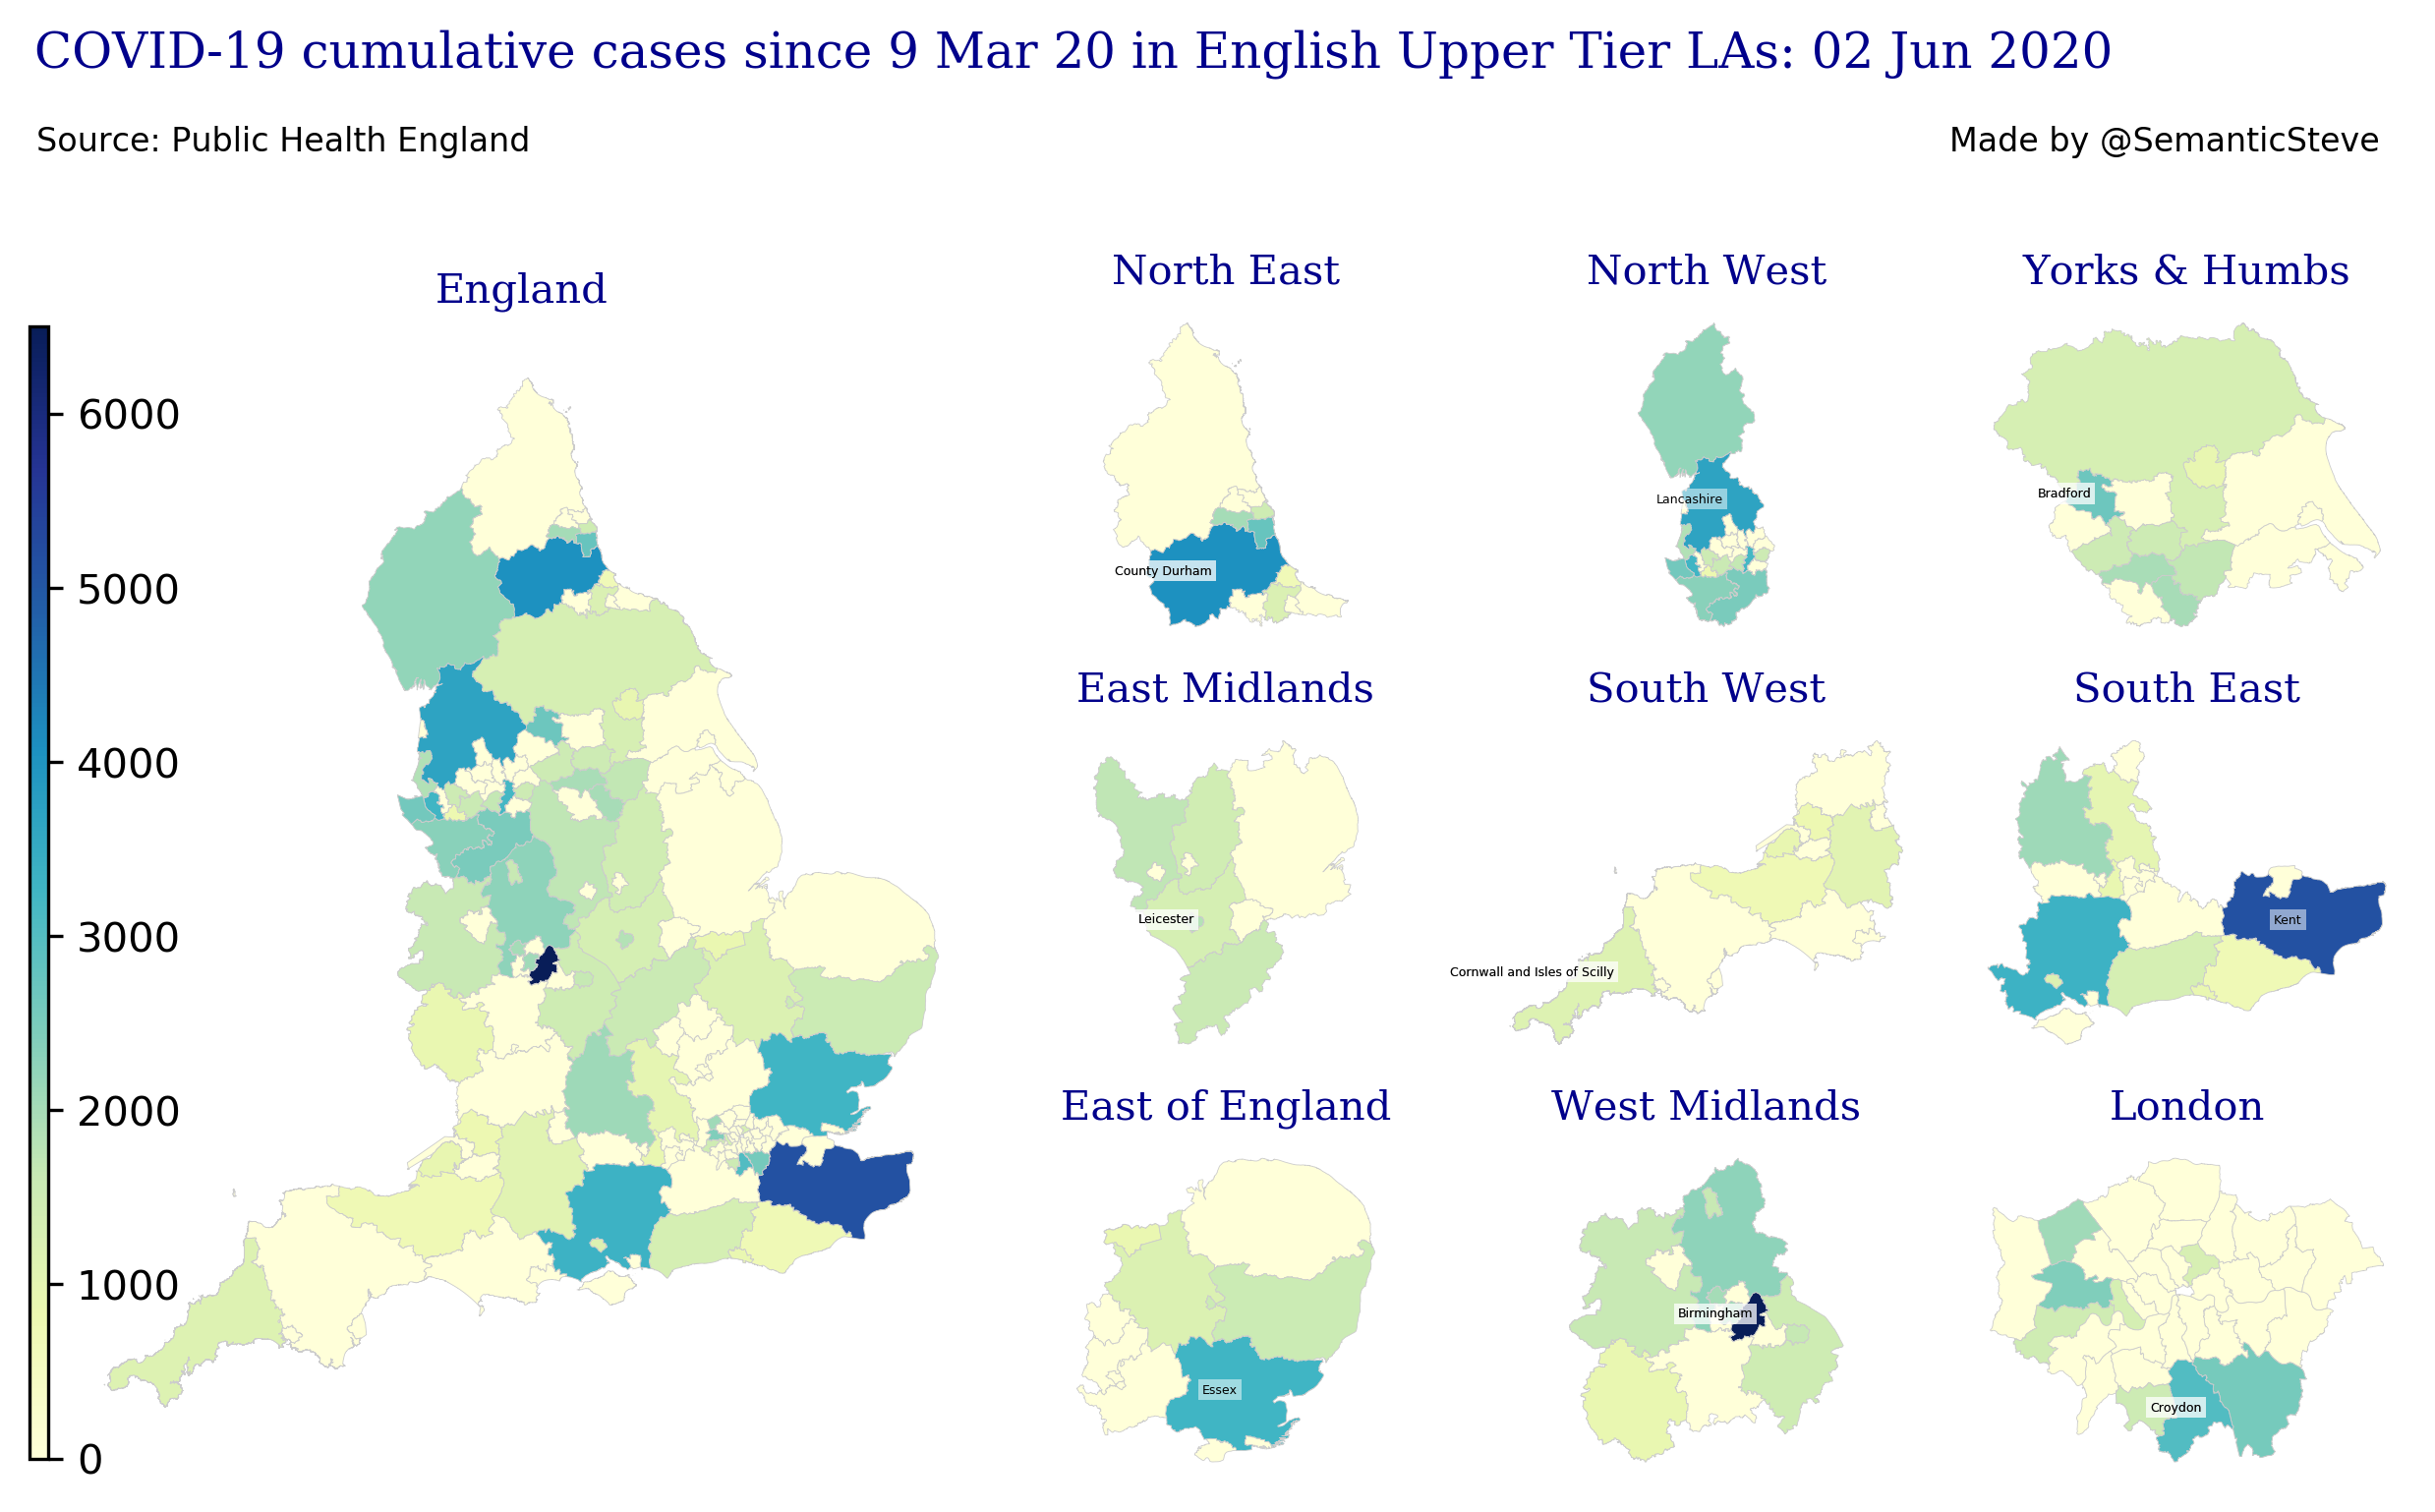 COVID-19 cumulative cases since 9 Mar 20 in English Upper Tier LAs: 02 Jun 2020
Source: Public Health England
Made by @SemanticSteve
England
6000
5000
4000
3000
2000
1000
0
North East
County Durham
North West
Lancashire
Yorks & Humbs
Bradford
East Midlands
Leicester
South West
Cornwall and Isles of Scilly
South East
Kent
East of England
Essex
West Midlands
Birmingham
London
Croydon